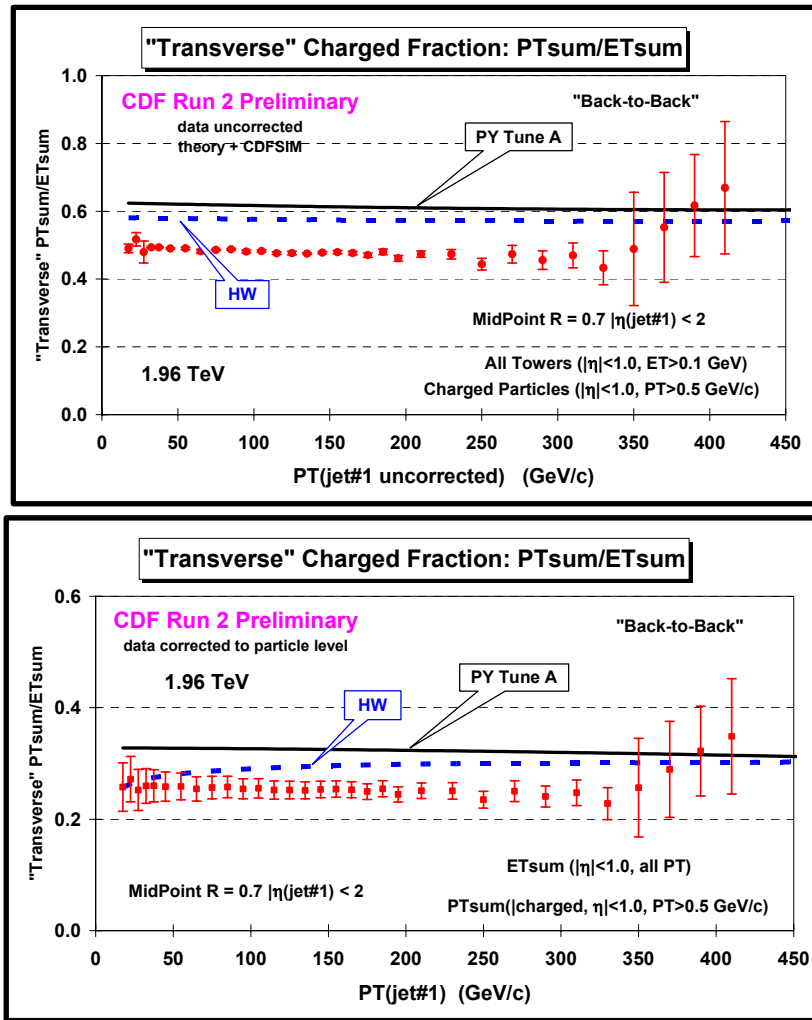 "Transverse" Charged Fraction: PTsum/ETsum
CDF Run 2 Preliminary
data uncorrected
theory + CDFSIM
"Back-to-Back"
PY Tune A
HW
MidPoint R = 0.7 |η(jet#1) < 2
1.96 TeV
All Towers (|η|<1.0, ET>0.1 GeV)
Charged Particles (|η|<1.0, PT>0.5 GeV/c)
"Transverse" PTsum/ETsum
1.0
0.8
0.6
0.4
0.2
0.0
0 50 100 150 200 250 300 350 400 450
PT(jet#1 uncorrected) (GeV/c)
"Transverse" Charged Fraction: PTsum/ETsum
CDF Run 2 Preliminary
data corrected to particle level
"Back-to-Back"
1.96 TeV
PY Tune A
HW
ETsum (|η|<1.0, all PT)
MidPoint R = 0.7 |η(jet#1) < 2
PTsum(|charged, η|<1.0, PT>0.5 GeV/c)
"Transverse" PTsum/ETsum
0.6
0.4
0.2
0.0
0 50 100 150 200 250 300 350 400 450
PT(jet#1) (GeV/c)